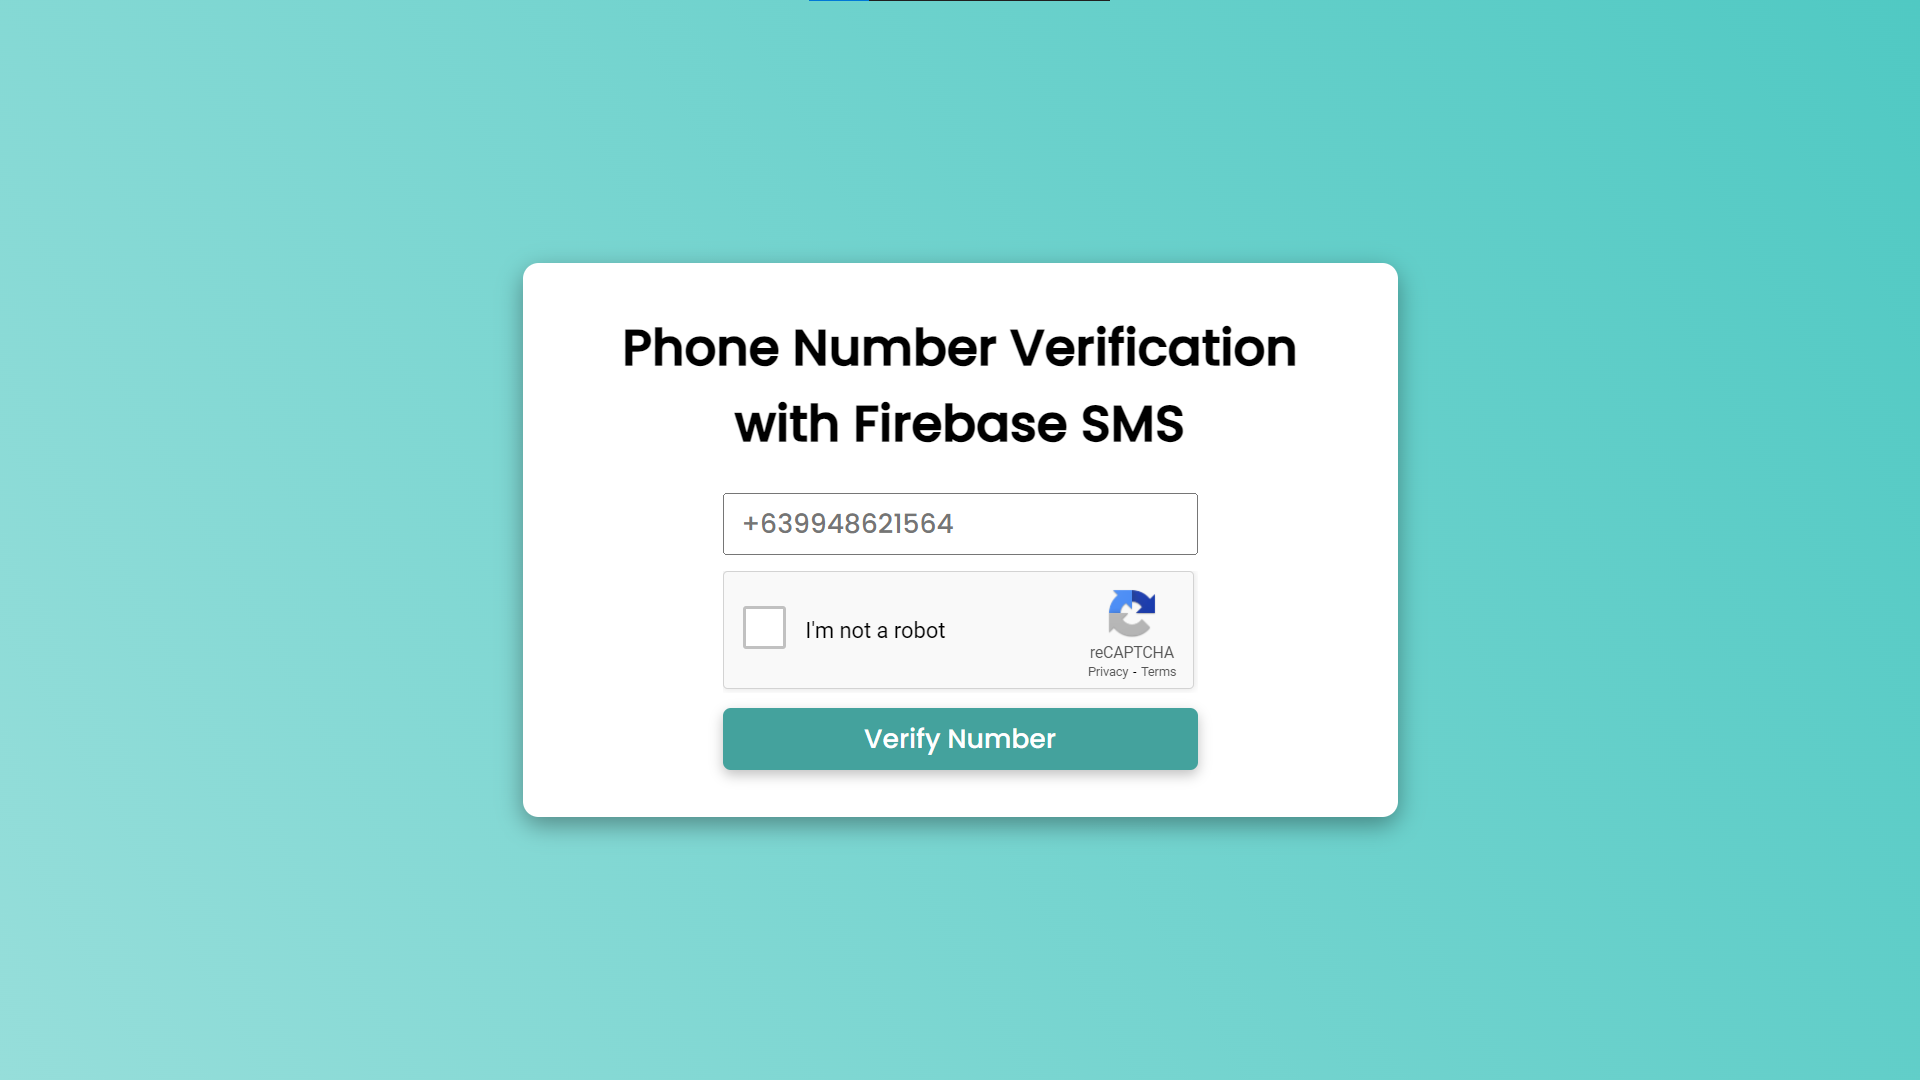 Phone Number Verification
with Firebase SMS
+639948621564
I'm not a robot
reCAPTCHA
Privacy - Terms
Verify Number